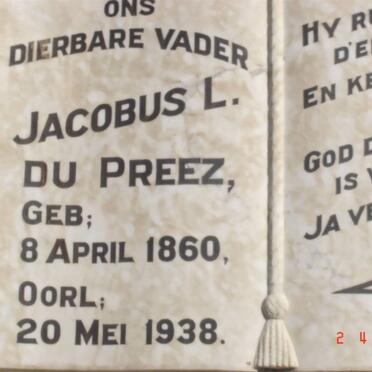 ONS
DIERBARE VADER
JACOBUS L.
DU PREEZ,
GEB;
8 APRIL 1860,
OORL;
20 MEI 1938.
HY
D'E
EN
GOD
IS
JA
2 4